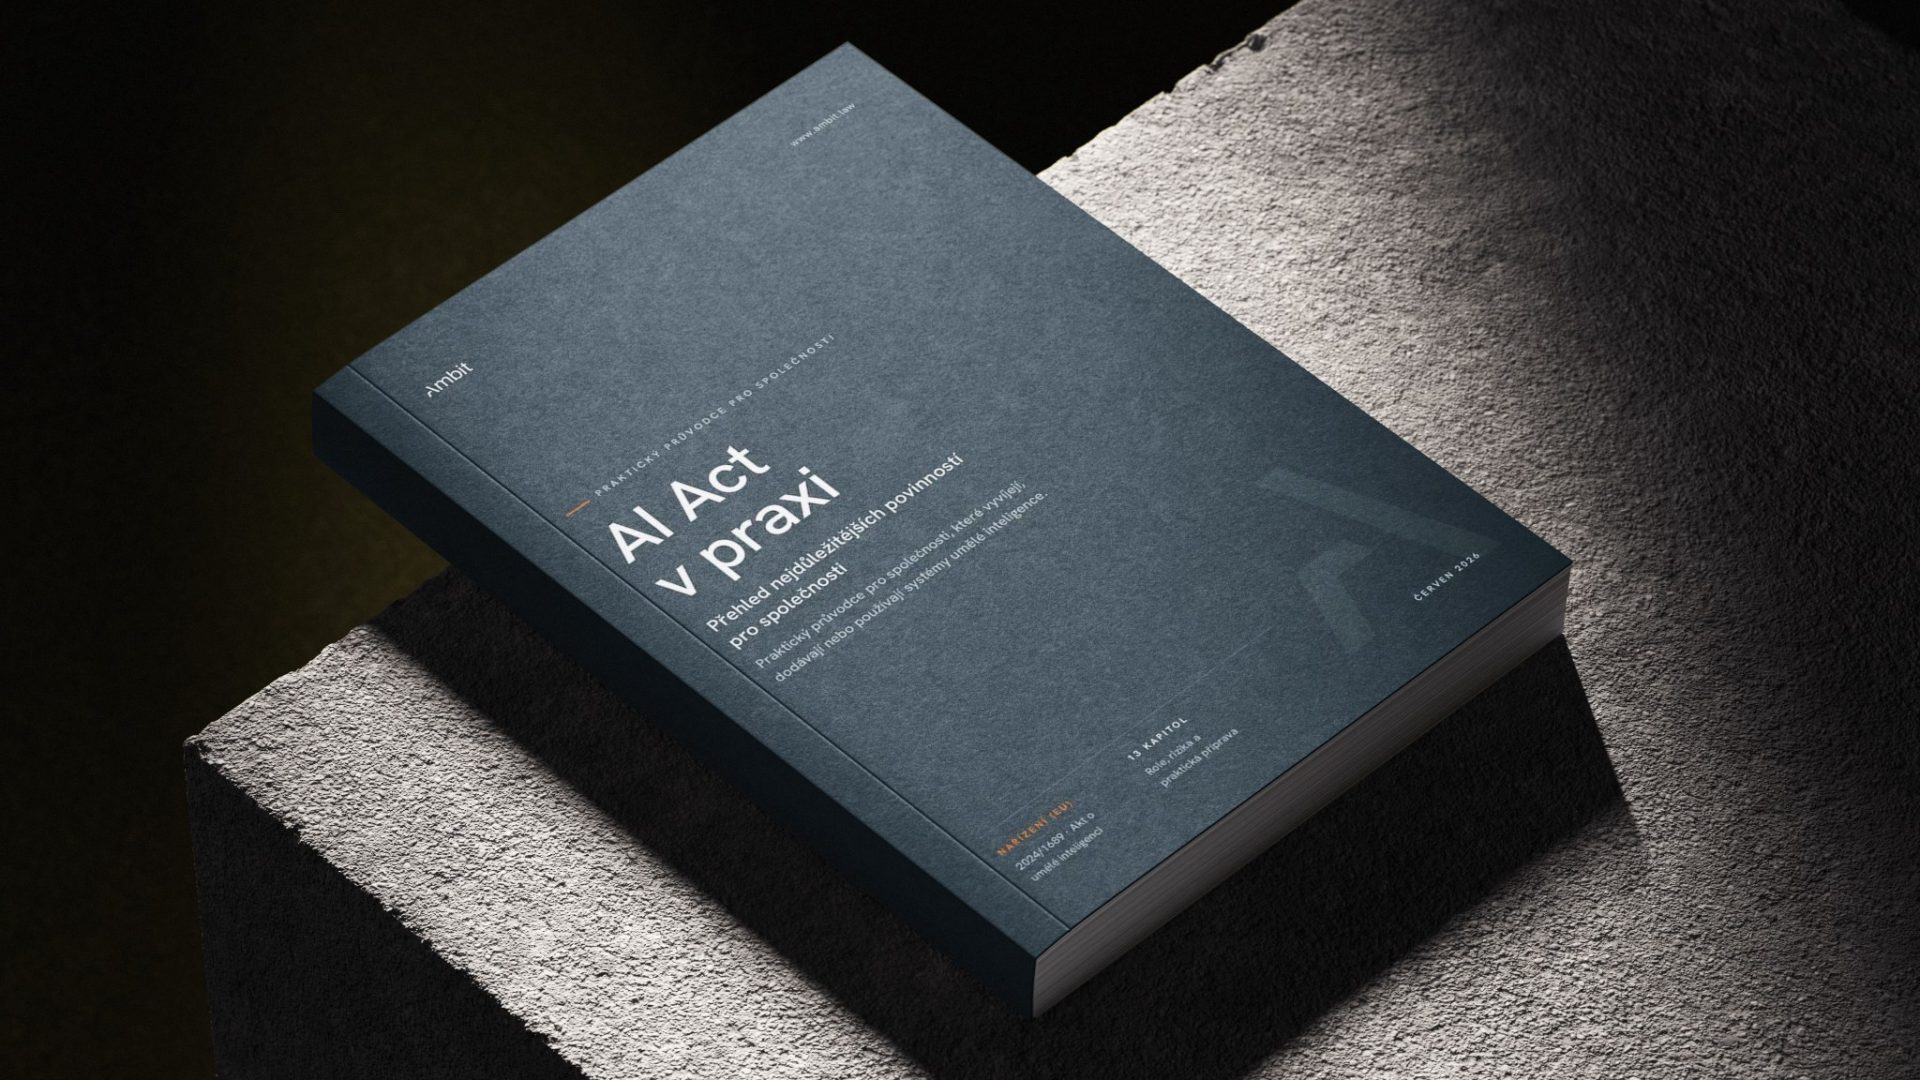 www.ambit.law
Ambit
PRAKTICKÝ PRŮVODCE PRO SPOLEČNOSTI
AI Act
v praxi
Přehled nejdůležitějších povinností
pro společnosti
Praktický průvodce pro společnosti, které vyvíjejí,
dodávají nebo používají systémy umělé inteligence.
ČERVEN 2026
13 KAPITOL
Role, rizika a
praktická příprava
NAŘÍZENÍ (EU)
2024/1689 · Akt o
umělé inteligenci